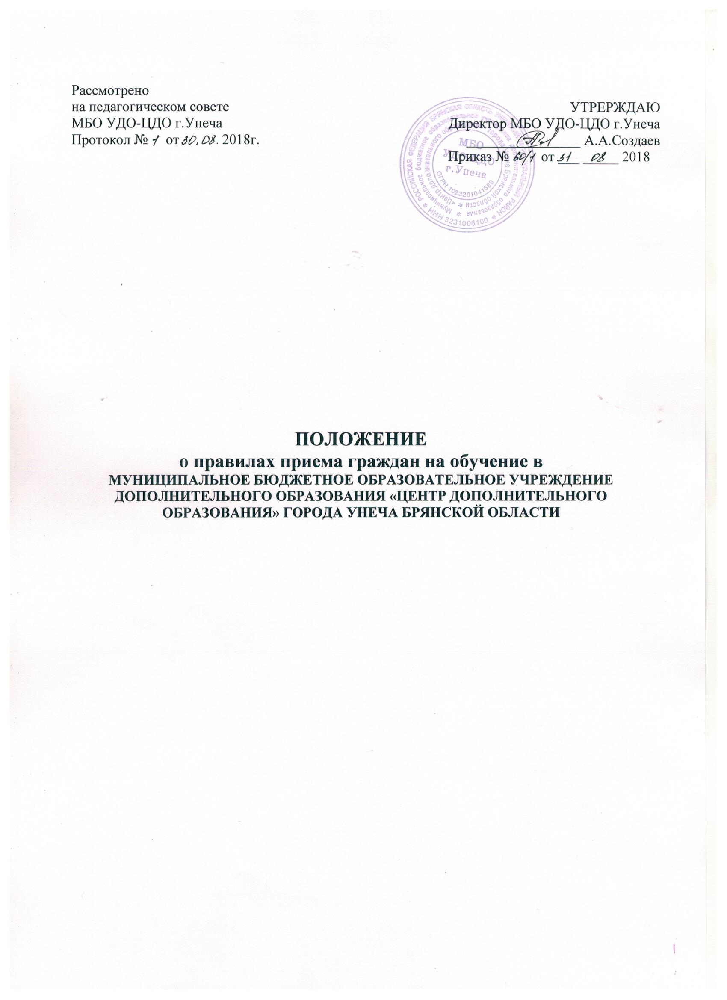 Рассмотрено
на педагогическом совете
МБО УДО-ЦДО г.Унеча
Протокол № 1 от 30.08. 2018г.
УТРЕРЖДАЮ
Директор МБО УДО-ЦДО г.Унеча
А.А.Создаев
Приказ № 60/1 от 31 08 2018
РОССИЙСКАЯ ФЕДЕРАЦИЯ БРЯНСКАЯ ОБЛАСТЬ УНЕЧСКИЙ МУНИЦИПАЛЬНЫЙ РАЙОН * ИНН 3231006100 *
Муниципальное бюджетное образовательное учреждение дополнительного образования *
«Центр дополнительного образования» города Унеча Брянской области *
ОГРН 1023201041588
МБО
УДО-ЦДО
г.Унеча
ПОЛОЖЕНИЕ
о правилах приема граждан на обучение в
МУНИЦИПАЛЬНОЕ БЮДЖЕТНОЕ ОБРАЗОВАТЕЛЬНОЕ УЧРЕЖДЕНИЕ
ДОПОЛНИТЕЛЬНОГО ОБРАЗОВАНИЯ «ЦЕНТР ДОПОЛНИТЕЛЬНОГО
ОБРАЗОВАНИЯ» ГОРОДА УНЕЧА БРЯНСКОЙ ОБЛАСТИ